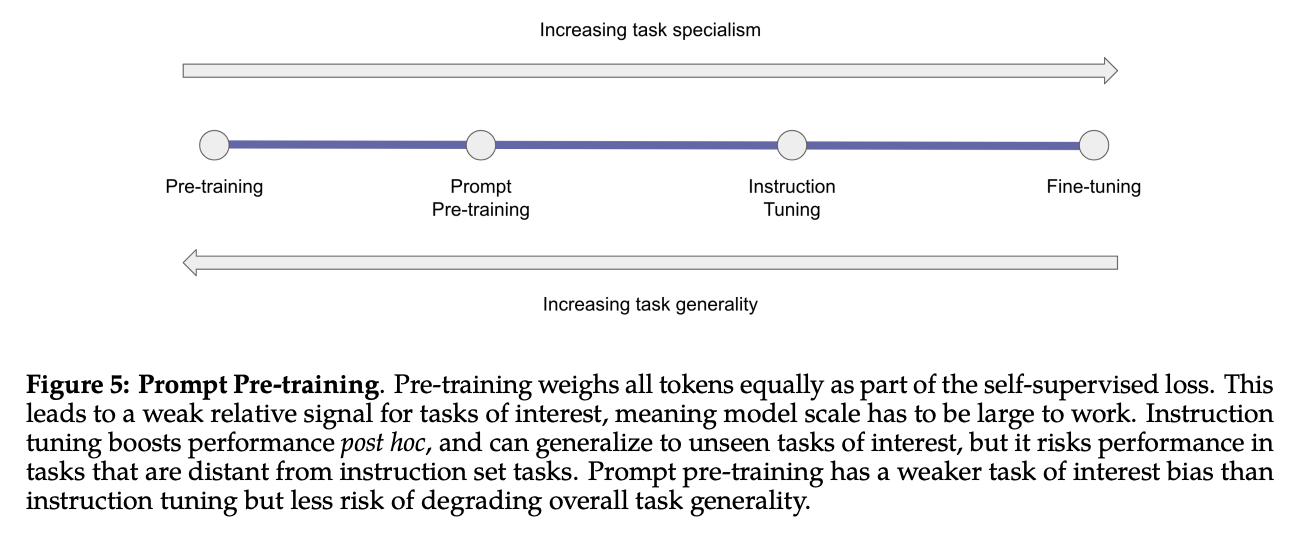 Increasing task specialism
Pre-training
Prompt
Pre-training
Instruction
Tuning
Fine-tuning
Increasing task generality
Figure 5: Prompt Pre-training. Pre-training weighs all tokens equally as part of the self-supervised loss. This
leads to a weak relative signal for tasks of interest, meaning model scale has to be large to work. Instruction
tuning boosts performance post hoc, and can generalize to unseen tasks of interest, but it risks performance in
tasks that are distant from instruction set tasks. Prompt pre-training has a weaker task of interest bias than
instruction tuning but less risk of degrading overall task generality.